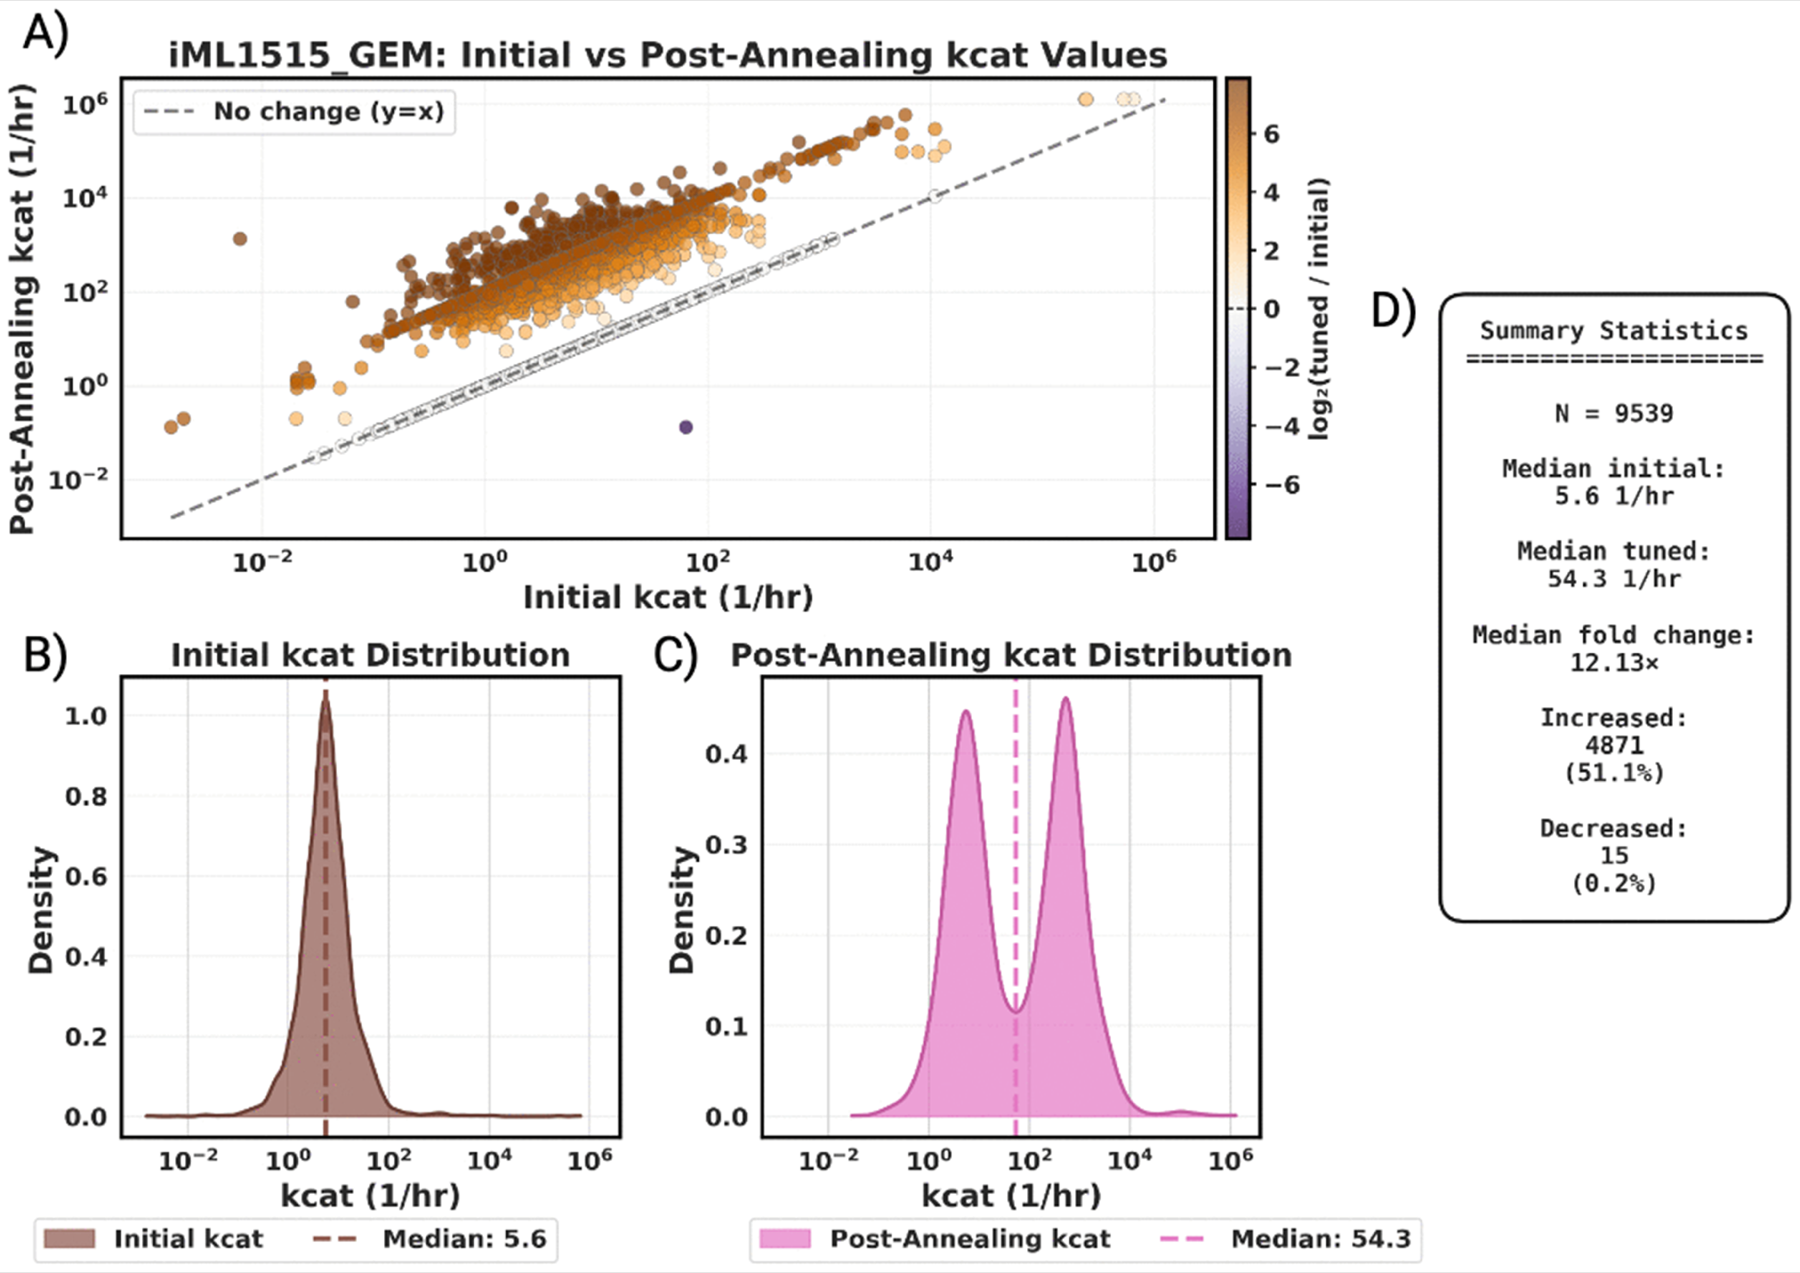 A)
iML1515_GEM: Initial vs Post-Annealing kcat Values
Post-Annealing kcat (1/hr)
10⁶
10⁴
10²
10⁰
10⁻²
No change (y=x)
10⁻²
10⁰
10²
10⁴
10⁶
Initial kcat (1/hr)
6
4
2
0
−2
−4
−6
log₂(tuned / initial)
B)
Initial kcat Distribution
Density
1.0
0.8
0.6
0.4
0.2
0.0
10⁻²
10⁰
10²
10⁴
10⁶
kcat (1/hr)
Initial kcat
Median: 5.6
C)
Post-Annealing kcat Distribution
Density
0.4
0.3
0.2
0.1
0.0
10⁻²
10⁰
10²
10⁴
10⁶
kcat (1/hr)
Post-Annealing kcat
Median: 54.3
D)
Summary Statistics
====================
N = 9539
Median initial:
5.6 1/hr
Median tuned:
54.3 1/hr
Median fold change:
12.13×
Increased:
4871
(51.1%)
Decreased:
15
(0.2%)